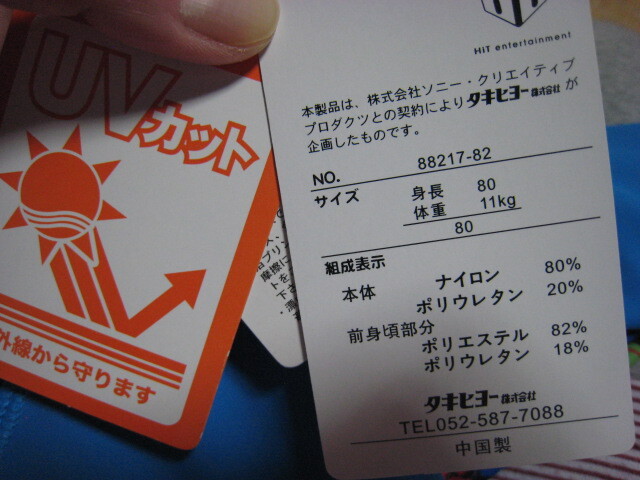 UVカット
外線から守ります
HiT entertainment
本製品は、株式会社ソニー・クリエイティブ
プロダクツとの契約によりタキヒヨー株式会社が
企画したものです。
NO. 88217-82
サイズ 身長 80
体重 11kg
80
組成表示
本体 ナイロン 80%
ポリウレタン 20%
前身頃部分
ポリエステル 82%
ポリウレタン 18%
タキヒヨー株式会社
TEL052-587-7088
中国製